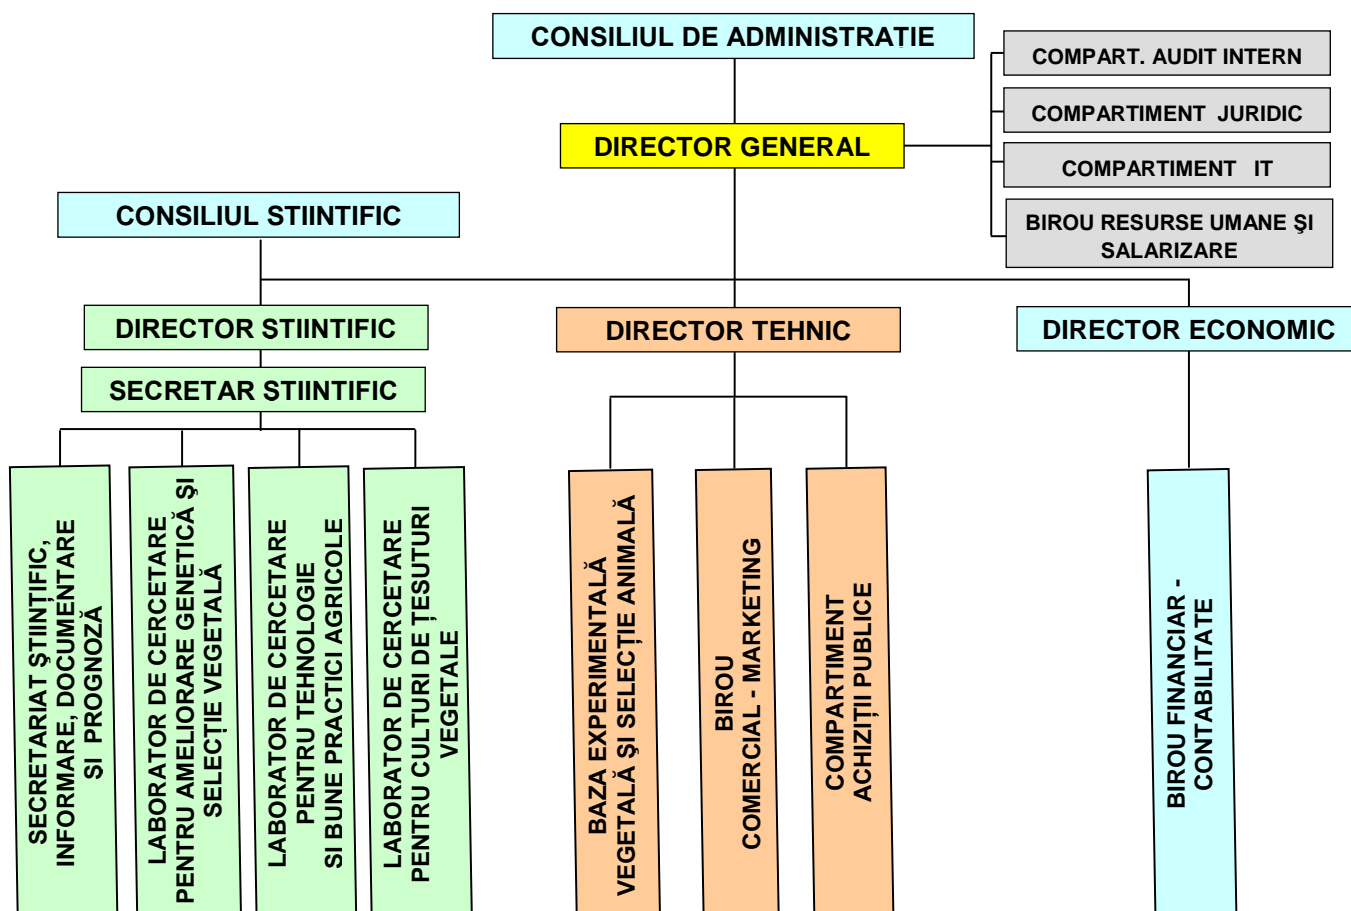 CONSILIUL DE ADMINISTRAȚIE
COMPART. AUDIT INTERN
COMPARTIMENT JURIDIC
DIRECTOR GENERAL
COMPARTIMENT IT
CONSILIUL STIINTIFIC
BIROU RESURSE UMANE ŞI
SALARIZARE
DIRECTOR STIINTIFIC
DIRECTOR TEHNIC
DIRECTOR ECONOMIC
SECRETAR STIINTIFIC
SECRETARIAT ŞTIINȚIFIC,
INFORMARE, DOCUMENTARE
SI PROGNOZĂ
LABORATOR DE CERCETARE
PENTRU AMELIORARE GENETICĂ ŞI
SELECȚIE VEGETALĂ
LABORATOR DE CERCETARE
PENTRU TEHNOLOGIE
SI BUNE PRACTICI AGRICOLE
LABORATOR DE CERCETARE
PENTRU CULTURI DE ȚESUTURI
VEGETALE
BAZA EXPERIMENTALĂ
VEGETALĂ ŞI SELECȚIE ANIMALĂ
BIROU
COMERCIAL - MARKETING
COMPARTIMENT
ACHIZIȚII PUBLICE
BIROU FINANCIAR -
CONTABILITATE